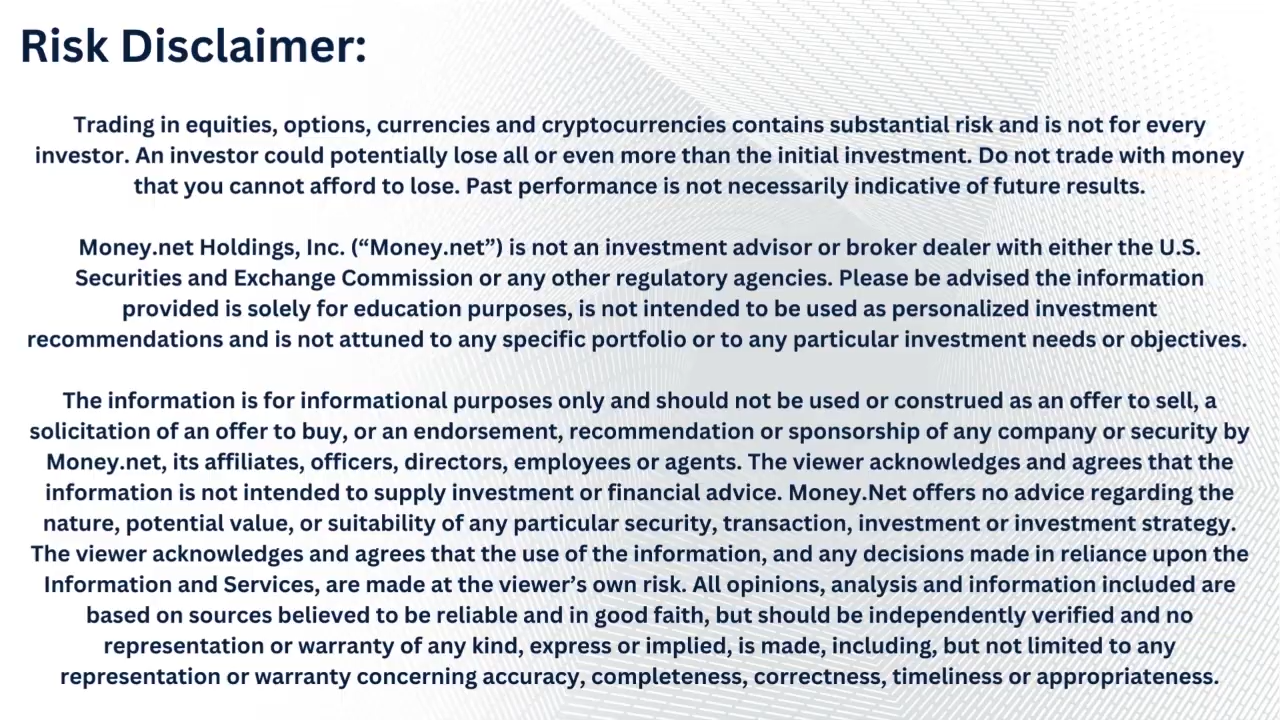 Risk Disclaimer:
Trading in equities, options, currencies and cryptocurrencies contains substantial risk and is not for every
investor. An investor could potentially lose all or even more than the initial investment. Do not trade with money
that you cannot afford to lose. Past performance is not necessarily indicative of future results.
Money.net Holdings, Inc. (“Money.net”) is not an investment advisor or broker dealer with either the U.S.
Securities and Exchange Commission or any other regulatory agencies. Please be advised the information
provided is solely for education purposes, is not intended to be used as personalized investment
recommendations and is not attuned to any specific portfolio or to any particular investment needs or objectives.
The information is for informational purposes only and should not be used or construed as an offer to sell, a
solicitation of an offer to buy, or an endorsement, recommendation or sponsorship of any company or security by
Money.net, its affiliates, officers, directors, employees or agents. The viewer acknowledges and agrees that the
information is not intended to supply investment or financial advice. Money.Net offers no advice regarding the
nature, potential value, or suitability of any particular security, transaction, investment or investment strategy.
The viewer acknowledges and agrees that the use of the information, and any decisions made in reliance upon the
Information and Services, are made at the viewer’s own risk. All opinions, analysis and information included are
based on sources believed to be reliable and in good faith, but should be independently verified and no
representation or warranty of any kind, express or implied, is made, including, but not limited to any
representation or warranty concerning accuracy, completeness, correctness, timeliness or appropriateness.